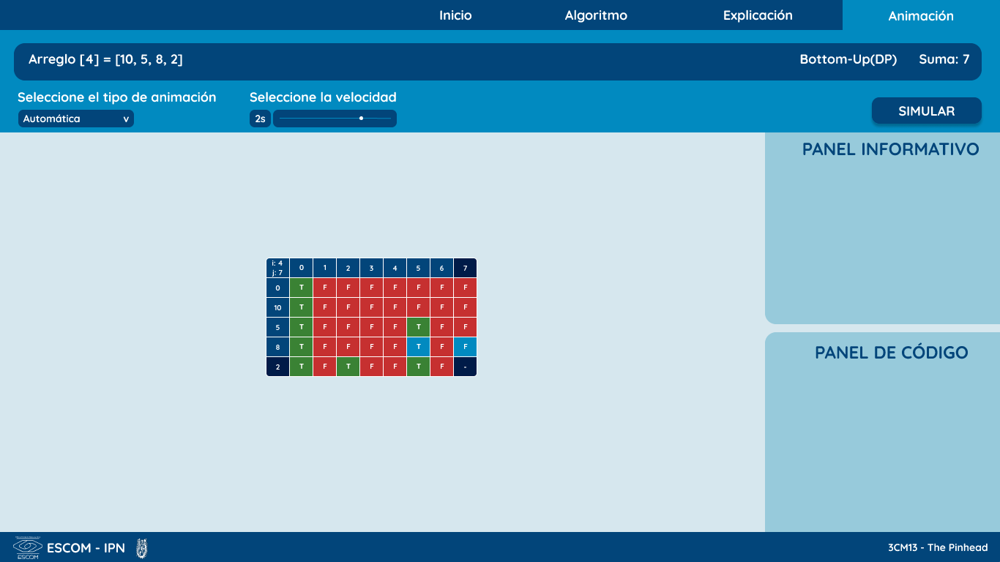 Inicio Algoritmo Explicación Animación
Arreglo [4] = [10, 5, 8, 2] Bottom-Up(DP) Suma: 7
Seleccione el tipo de animación Seleccione la velocidad
Automática v 2s SIMULAR
PANEL INFORMATIVO
i: 4
j: 7 0 1 2 3 4 5 6 7
0 T F F F F F F F
10 T F F F F F F F
5 T F F F F T F F
8 T F F F F T F F
2 T F T F F T F -
PANEL DE CÓDIGO
ESCOM
ESCOM - IPN
3CM13 - The Pinhead